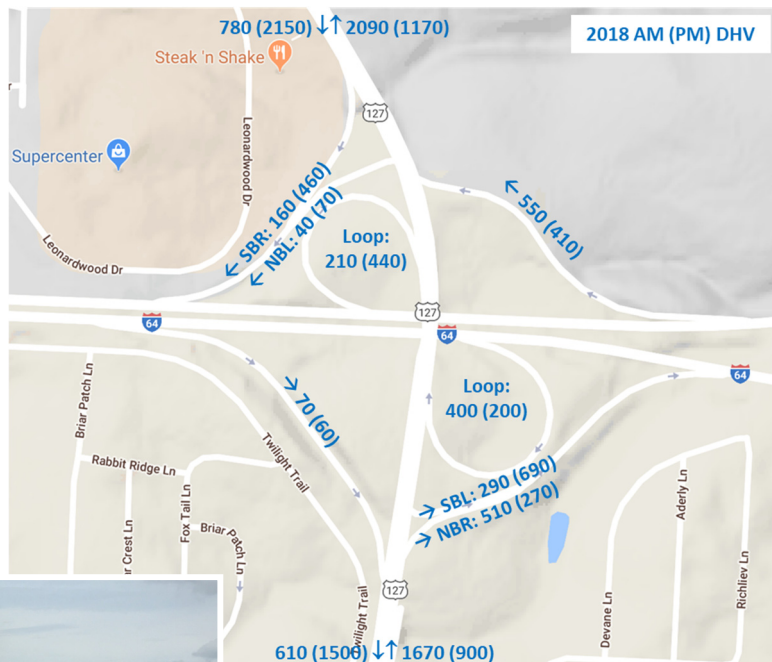 780 (2150) ↓↑ 2090 (1170)
2018 AM (PM) DHV
Steak 'n Shake
127
Supercenter
Leonardwood Dr
SBR: 160 (460)
← NBL: 40 (70)
← 550 (410)
Loop:
210 (440)
Leonardwood Dr
127
64
64
64
Briar Patch Ln
→ 70 (60)
Loop:
400 (200)
Twilight Trail
Rabbit Ridge Ln
→ SBL: 290 (690)
→ NBR: 510 (270)
Fox Tail Ln
Briar Patch Ln
r Crest Ln
Aderly Ln
Richliev Ln
Devane Ln
127
wilight Trail
610 (1500) ↓↑ 1670 (900)